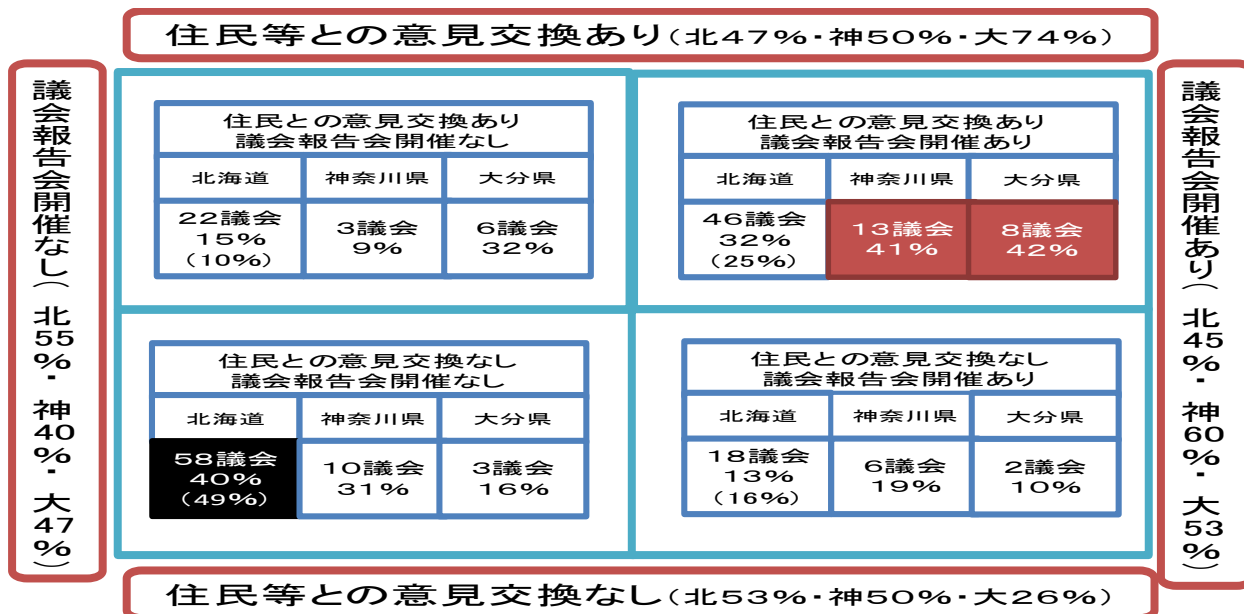 住民等との意見交換あり(北47%・神50%・大74%)
議会報告会開催なし(北55%・神40%・大47%)
住民との意見交換あり
議会報告会開催なし
北海道 神奈川県 大分県
22議会 3議会 6議会
15% 9% 32%
(10%)
住民との意見交換あり
議会報告会開催あり
北海道 神奈川県 大分県
46議会 13議会 8議会
32% 41% 42%
(25%)
議会報告会開催あり(北45%・神60%・大53%)
住民との意見交換なし
議会報告会開催なし
北海道 神奈川県 大分県
58議会 10議会 3議会
40% 31% 16%
(49%)
住民との意見交換なし
議会報告会開催あり
北海道 神奈川県 大分県
18議会 6議会 2議会
13% 19% 10%
(16%)
住民等との意見交換なし(北53%・神50%・大26%)